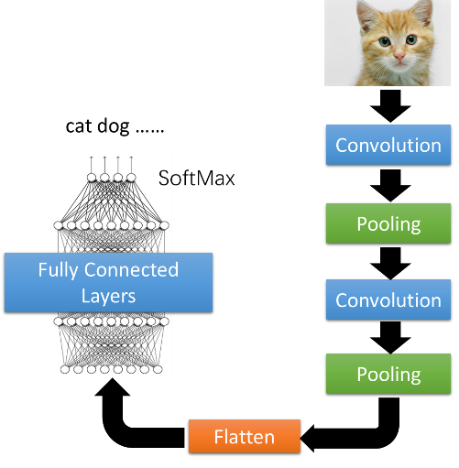 cat dog ......
SoftMax
Fully Connected
Layers
Convolution
Pooling
Convolution
Pooling
Flatten